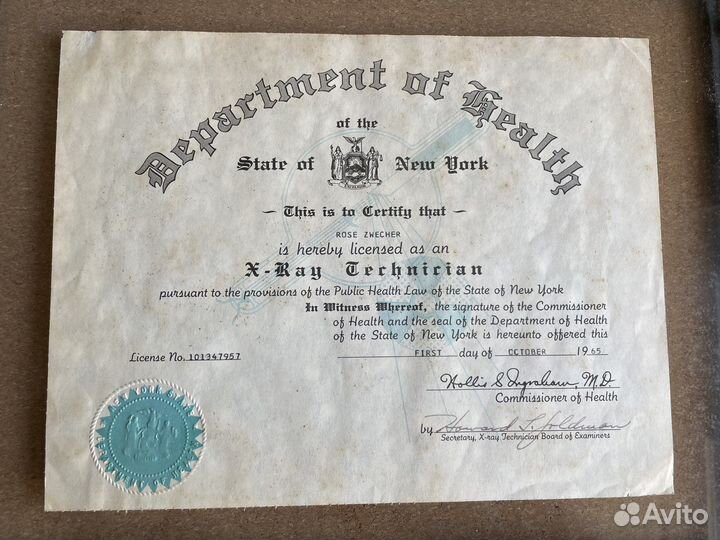 Department of Health
of the
State of New York
EXCELSIOR
This is to Certify that
ROSE ZWECHER
is hereby licensed as an
X-Ray Technician
pursuant to the provisions of the Public Health Law of the State of New York
In Witness Whereof, the signature of the Commissioner
of Health and the seal of the Department of Health
of the State of New York is hereunto offered this
License No. 101347957
FIRST day of OCTOBER 1965
Hollis S. Ingraham, M.D.
Commissioner of Health
by Howard L. Goldman
Secretary, X-ray Technician Board of Examiners
Avito